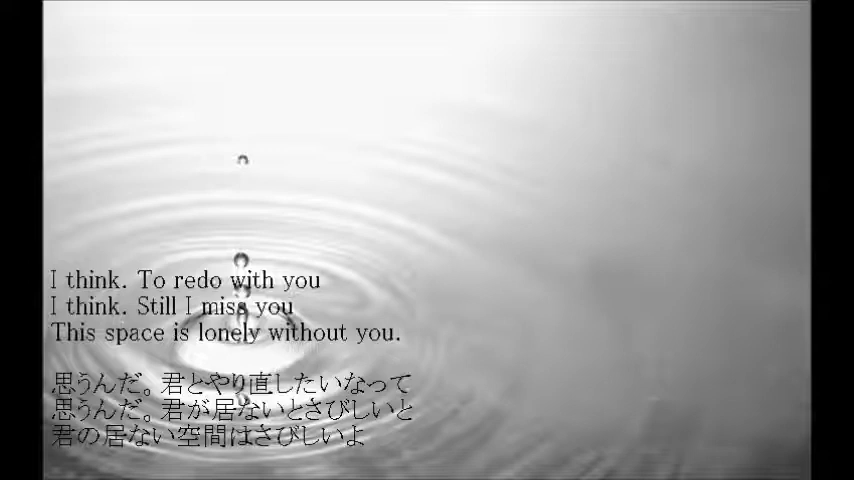 I think. To redo with you
I think. Still I miss you
This space is lonely without you.
思うんだ。君とやり直したいなって
思うんだ。君が居ないとさびしいと
君の居ない空間はさびしいよ